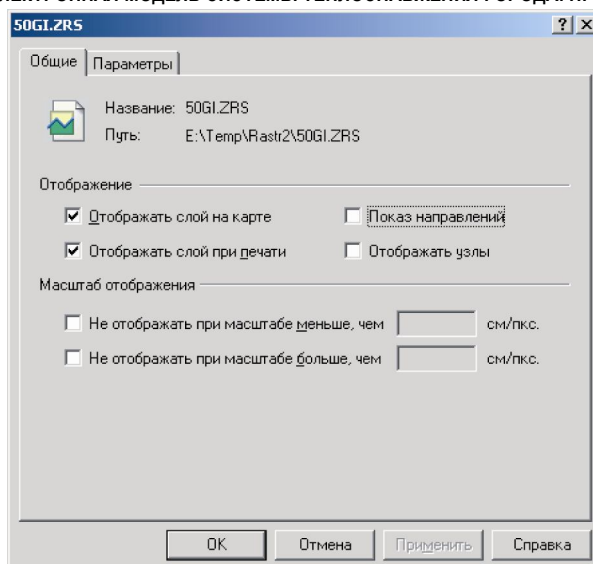 50GI.ZRS
Общие Параметры
Название: 50GI.ZRS
Путь: E:\Temp\Rastr2\50GI.ZRS
Отображение
Отображать слой на карте Показ направлений
Отображать слой при печати Отображать узлы
Масштаб отображения
Не отображать при масштабе меньше, чем см/пкс.
Не отображать при масштабе больше, чем см/пкс.
OK Отмена Применить Справка